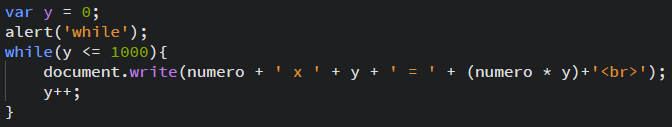 var y = 0;
alert('while');
while(y <= 1000){
    document.write(numero + ' x ' + y + ' = ' + (numero * y)+'<br>');
    y++;
}